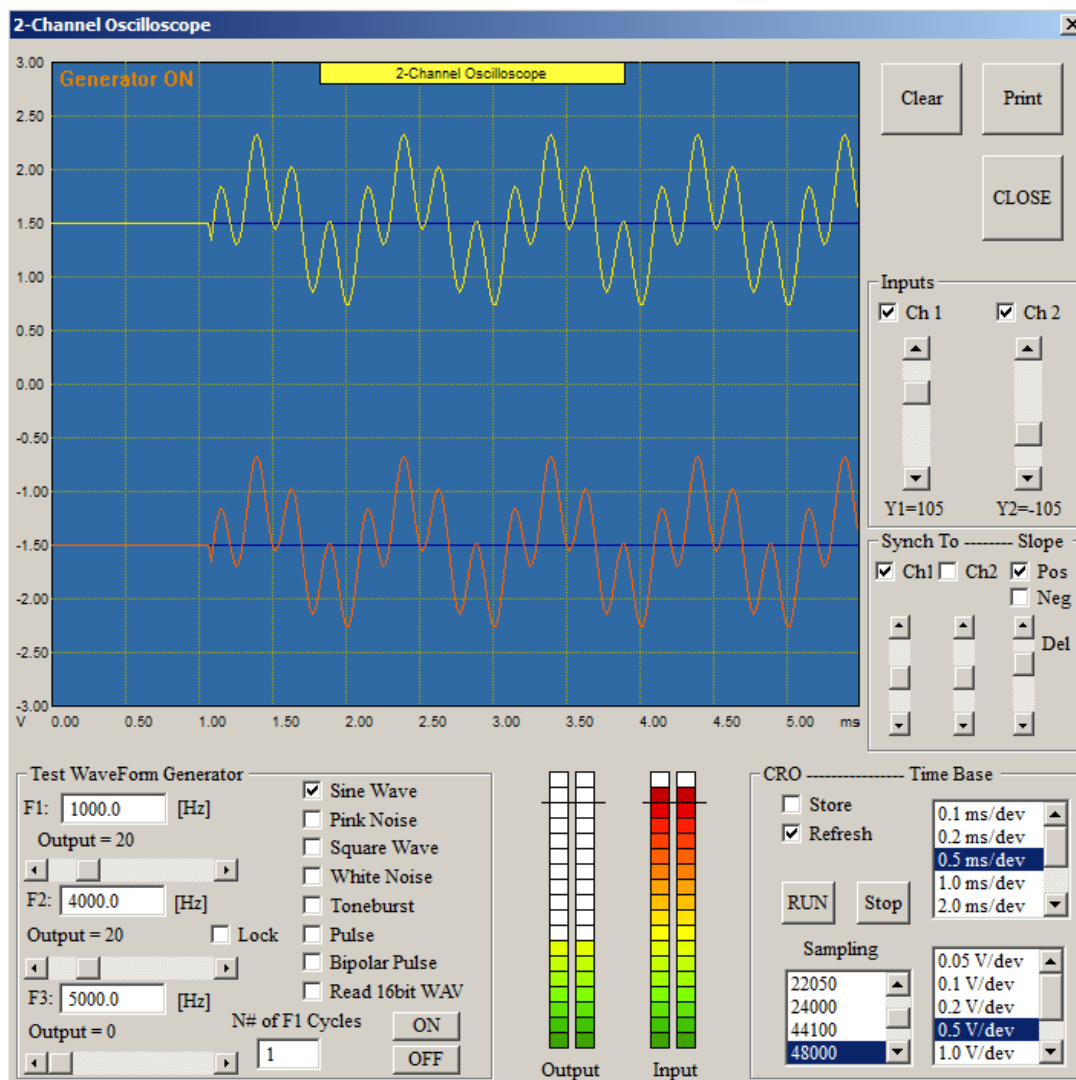 2-Channel Oscilloscope
3.00
2.50
2.00
1.50
1.00
0.50
0.00
-0.50
-1.00
-1.50
-2.00
-2.50
-3.00
Generator ON
2-Channel Oscilloscope
V 0.00 0.50 1.00 1.50 2.00 2.50 3.00 3.50 4.00 4.50 5.00 ms
Clear Print
CLOSE
Inputs
Ch 1 Ch 2
Y1=105 Y2=-105
Synch To -------- Slope
Ch1 Ch2 Pos
Neg
Del
Test WaveForm Generator
F1: 1000.0 [Hz]
Output = 20
F2: 4000.0 [Hz]
Output = 20 Lock
F3: 5000.0 [Hz]
Output = 0
Sine Wave
Pink Noise
Square Wave
White Noise
Toneburst
Pulse
Bipolar Pulse
Read 16bit WAV
N# of F1 Cycles
1
ON
OFF
Output Input
CRO ---------------- Time Base
Store
Refresh
RUN Stop
0.1 ms/dev
0.2 ms/dev
0.5 ms/dev
1.0 ms/dev
2.0 ms/dev
Sampling
22050
24000
44100
48000
0.05 V/dev
0.1 V/dev
0.2 V/dev
0.5 V/dev
1.0 V/dev